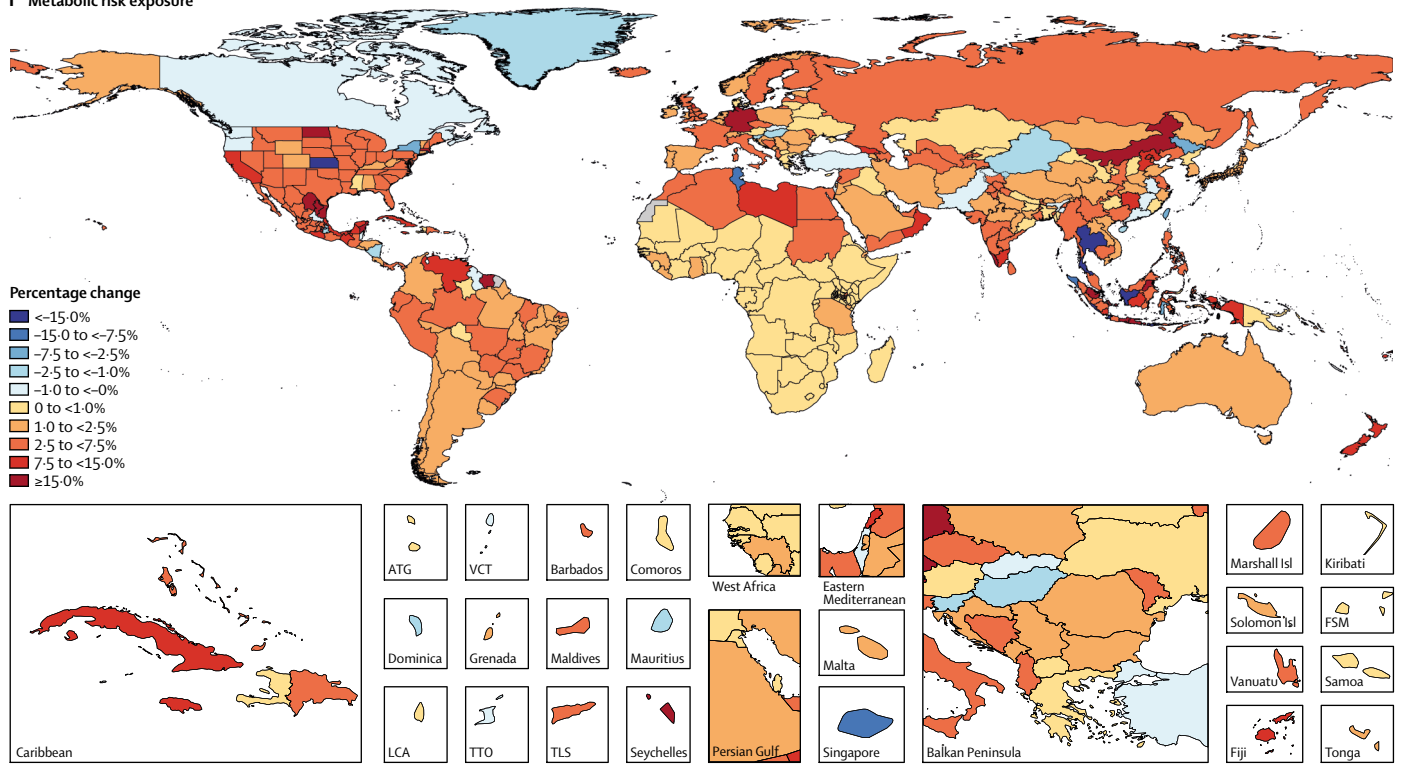 Metabolic risk exposure
Percentage change
<–15·0%
–15·0 to <–7·5%
–7·5 to <–2·5%
–2·5 to <–1·0%
–1·0 to <–0%
0 to <1·0%
1·0 to <2·5%
2·5 to <7·5%
7·5 to <15·0%
≥15·0%
Caribbean
ATG
VCT
Barbados
Comoros
Dominica
Grenada
Maldives
Mauritius
LCA
TTO
TLS
Seychelles
West Africa
Eastern
Mediterranean
Persian Gulf
Malta
Singapore
Balkan Peninsula
Marshall Isl
Kiribati
Solomon Isl
FSM
Vanuatu
Samoa
Fiji
Tonga